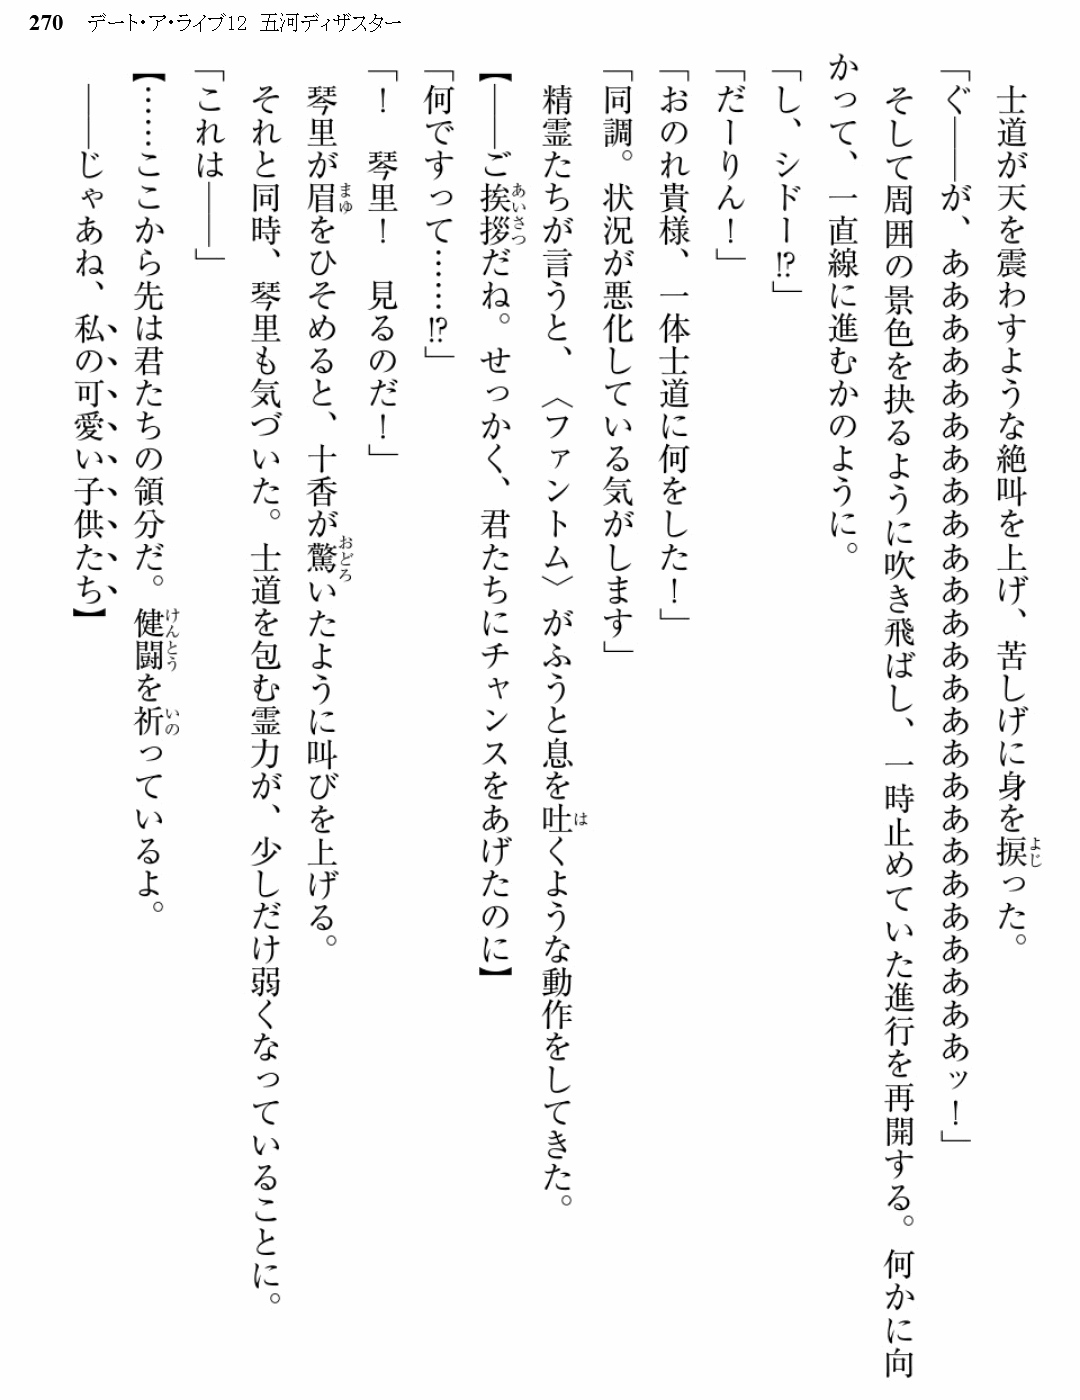 270 デート・ア・ライブ12 五河ディザスター
士道が天を震わすような絶叫を上げ、苦しげに身を捩った。
「ぐ――が、ああああああああああああああああああああああああッ！」
そして周囲の景色を抉るように吹き飛ばし、一時止めていた進行を再開する。何かに向
かって、一直線に進むかのように。
「し、シドー!?」
「だーりん！」
「おのれ貴様、一体士道に何をした！」
「同調。状況が悪化している気がします」
精霊たちが言うと、〈ファントム〉がふうと息を吐くような動作をしてきた。
【――ご挨拶だね。せっかく、君たちにチャンスをあげたのに】
「何ですって……!?」
「！　琴里！　見るのだ！」
琴里が眉をひそめると、十香が驚いたように叫びを上げる。
それと同時、琴里も気づいた。士道を包む霊力が、少しだけ弱くなっていることに。
「これは――」
【……ここから先は君たちの領分だ。健闘を祈っているよ。
――じゃあね、私の可愛い子供たち】